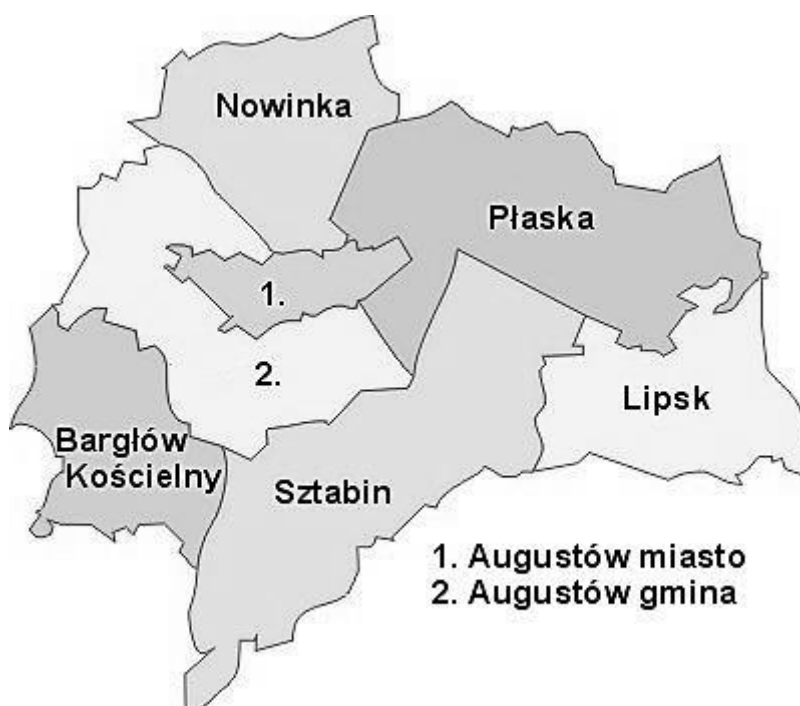 Nowinka
Płaska
1.
2.
Lipsk
Bargłów
Kościelny
Sztabin
1. Augustów miasto
2. Augustów gmina